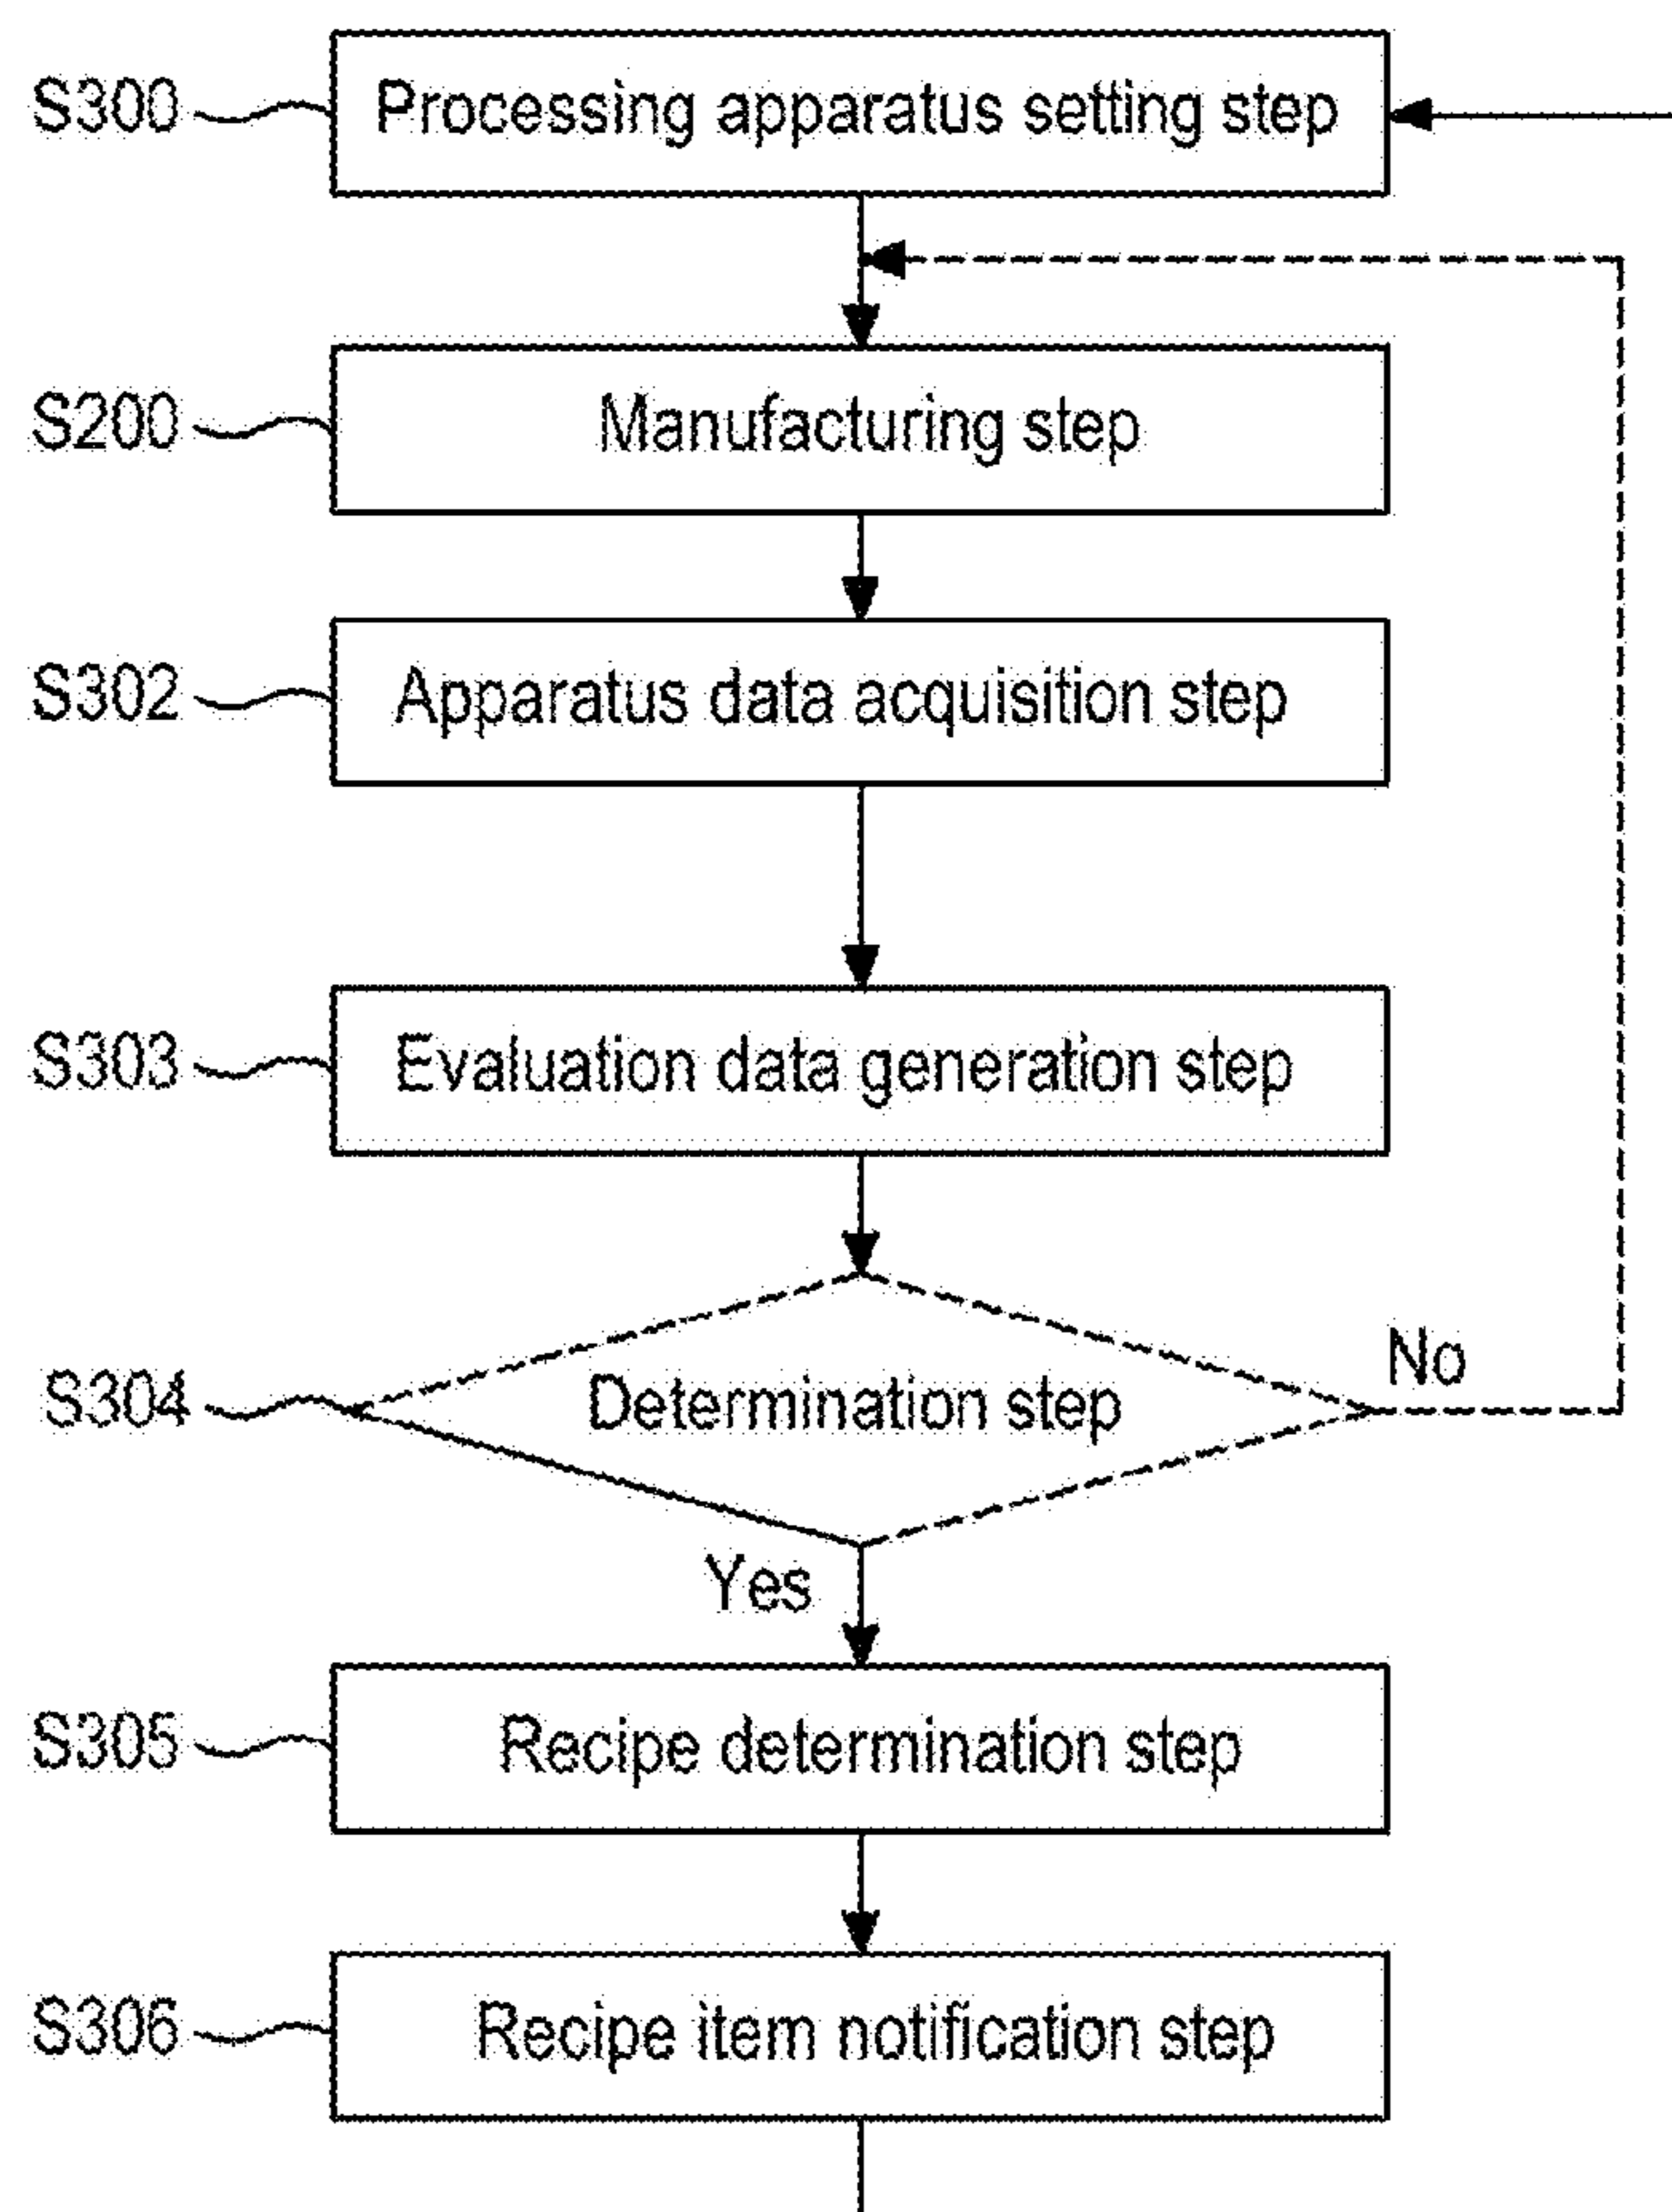 S300 Processing apparatus setting step
S200 Manufacturing step
S302 Apparatus data acquisition step
S303 Evaluation data generation step
S304 Determination step No
Yes
S305 Recipe determination step
S306 Recipe item notification step